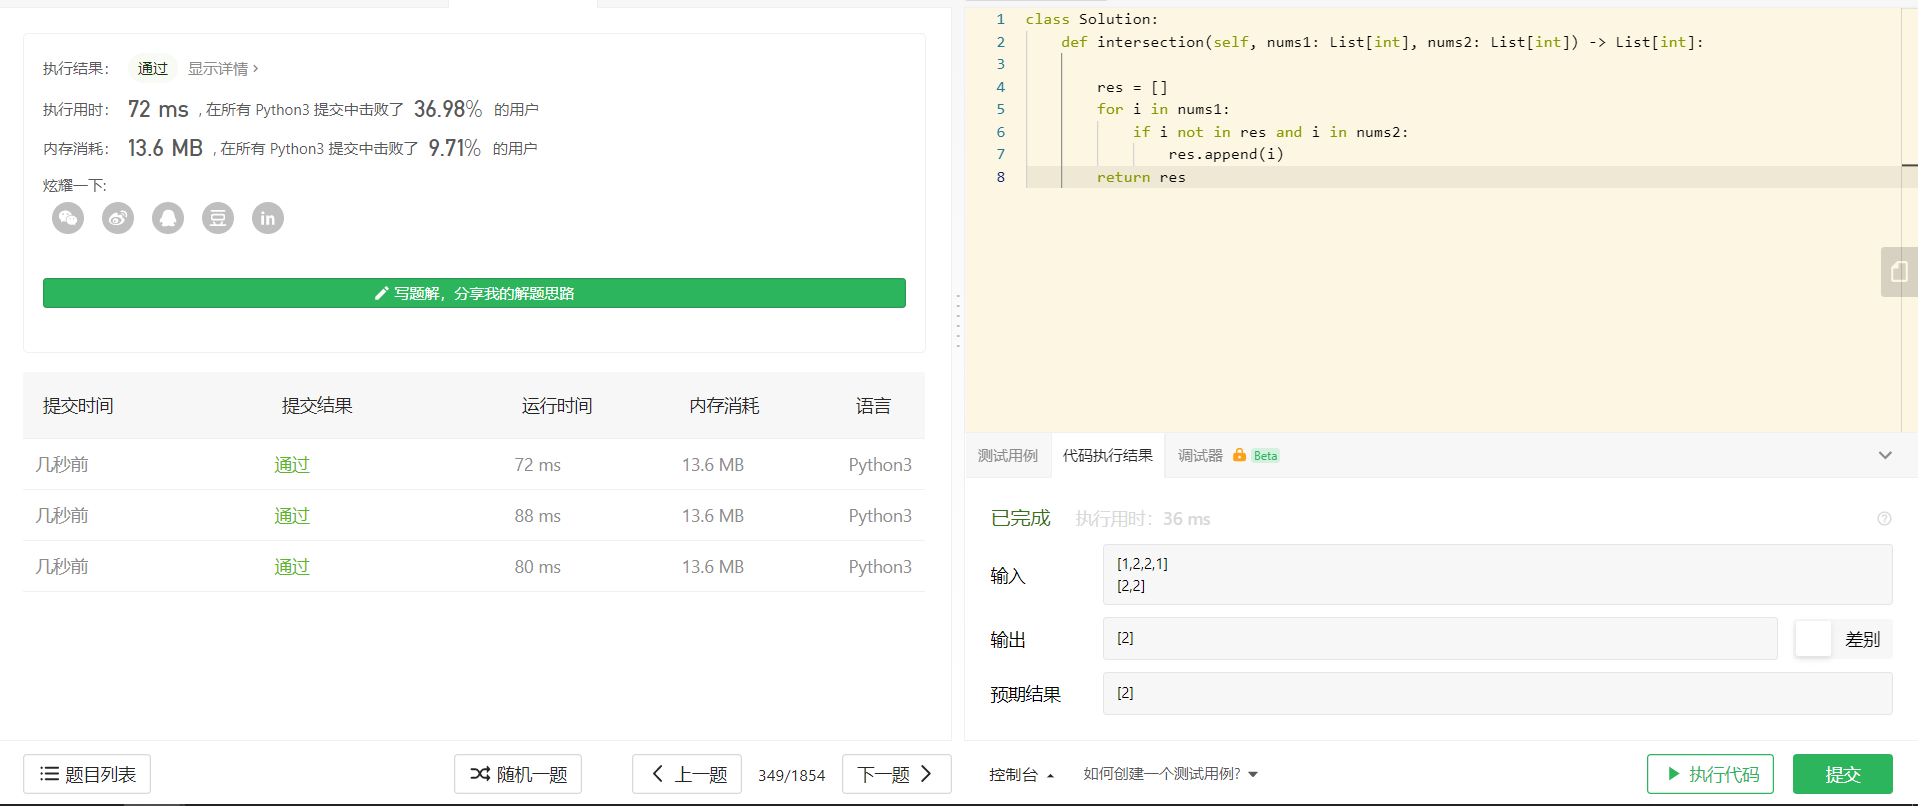 执行结果： 通过 显示详情 ›
执行用时： 72 ms , 在所有 Python3 提交中击败了 36.98% 的用户
内存消耗： 13.6 MB , 在所有 Python3 提交中击败了 9.71% 的用户
炫耀一下:
豆 in
写题解，分享我的解题思路
提交时间 提交结果 运行时间 内存消耗 语言
几秒前 通过 72 ms 13.6 MB Python3
几秒前 通过 88 ms 13.6 MB Python3
几秒前 通过 80 ms 13.6 MB Python3
题目列表 随机一题 上一题 349/1854 下一题
1 class Solution:
2 def intersection(self, nums1: List[int], nums2: List[int]) -> List[int]:
3
4 res = []
5 for i in nums1:
6 if i not in res and i in nums2:
7 res.append(i)
8 return res
测试用例 代码执行结果 调试器 Beta
已完成 执行用时：36 ms
输入 [1,2,2,1]
[2,2]
输出 [2] 差别
预期结果 [2]
控制台 如何创建一个测试用例? 执行代码 提交